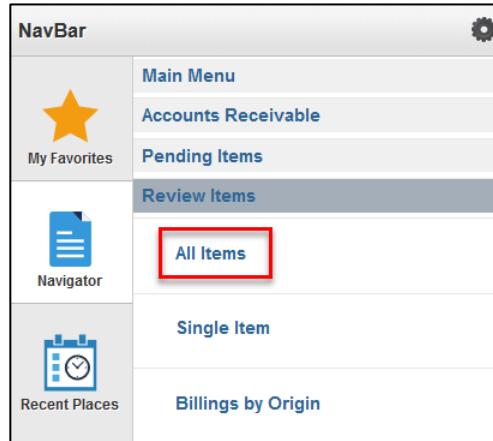 NavBar
My Favorites
Navigator
Recent Places
Main Menu
Accounts Receivable
Pending Items
Review Items
All Items
Single Item
Billings by Origin